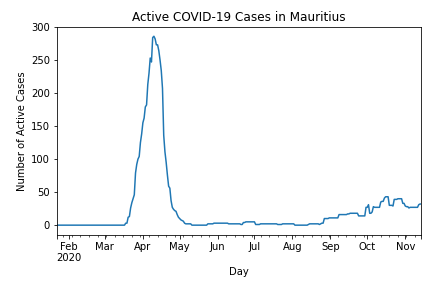 Active COVID-19 Cases in Mauritius
300
250
200
150
100
50
0
Number of Active Cases
Feb Mar Apr May Jun Jul Aug Sep Oct Nov
2020
Day